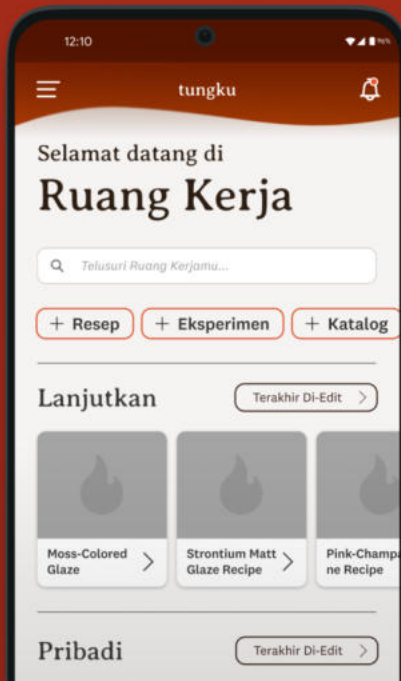 12:10
tungku
Selamat datang di
Ruang Kerja
Telusuri Ruang Kerjamu...
+ Resep
+ Eksperimen
+ Katalog
Lanjutkan
Terakhir Di-Edit
Moss-Colored
Glaze
Strontium Matt
Glaze Recipe
Pink-Champa
ne Recipe
Pribadi
Terakhir Di-Edit